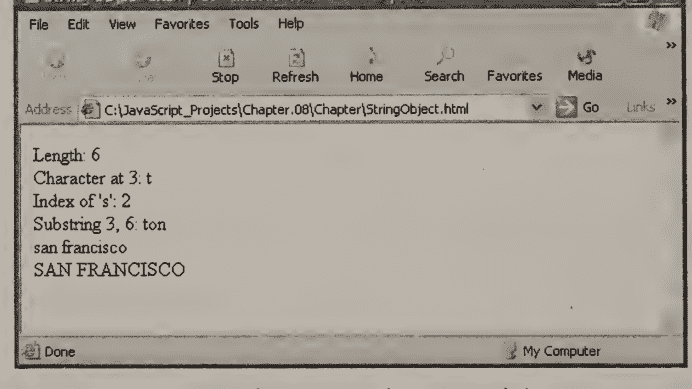 File Edit View Favorites Tools Help
Stop Refresh Home Search Favorites Media »
Address C:\JavaScript_Projects\Chapter.08\Chapter\StringObject.html Go Links »
Length: 6
Character at 3: t
Index of 's': 2
Substring 3, 6: ton
san francisco
SAN FRANCISCO
Done My Computer